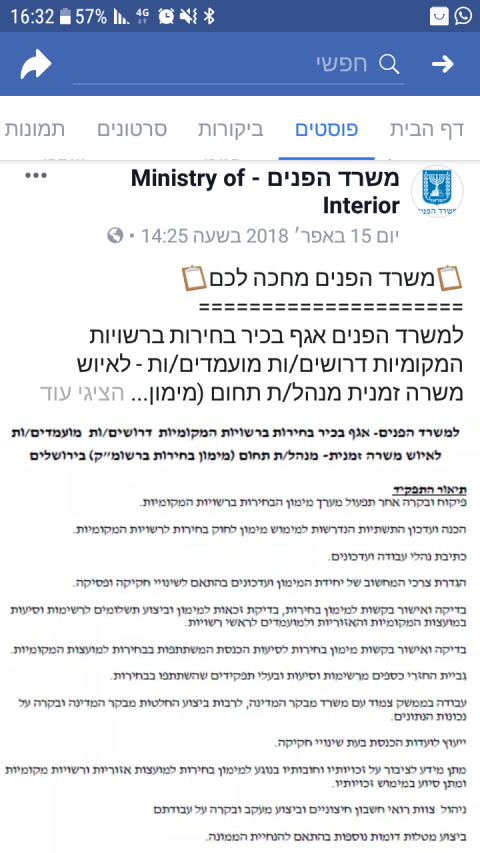 16:32 57% 4G
חפשי
דף הבית פוסטים ביקורות סרטונים תמונות
משרד הפנים - Ministry of
Interior
משרד הפנים
יום 15 באפר׳ 2018 בשעה 14:25
📋משרד הפנים מחכה לכם📋
=====================
למשרד הפנים אגף בכיר בחירות ברשויות
המקומיות דרושים/ות מועמדים/ות - לאיוש
משרה זמנית מנהל/ת תחום (מימון... הציגי עוד
למשרד הפנים- אגף בכיר בחירות ברשויות המקומיות דרושים/ות מועמדים/ות
לאיוש משרה זמנית- מנהל/ת תחום (מימון בחירות ברשומ״ק) בירושלים
תיאור התפקיד
פיקוח ובקרה אחר תפעול מערך מימון הבחירות ברשויות המקומיות.
הכנה ועדכון התשתיות הנדרשות למימוש מימון לחוק בחירות לרשויות המקומיות.
כתיבת נהלי עבודה ועדכונים.
הגדרת צרכי המחשוב של יחידת המימון ועדכונים בהתאם לשינויי חקיקה ופסיקה.
בדיקה ואישור בקשות למימון בחירות, בדיקת זכאות למימון וביצוע תשלומים לרשימות וסיעות
במועצות המקומיות והאזוריות ולמועמדים לראשי רשויות.
בדיקה ואישור בקשות מימון בחירות לסיעות הכנסת המשתתפות בבחירות למועצות המקומיות.
גביית החזרי כספים מרשימות וסיעות ובעלי תפקידים שהשתתפו בבחירות.
עבודה בממשק צמוד עם משרד מבקר המדינה, לרבות ביצוע החלטות מבקר המדינה ובקרה על
נכונות הנתונים.
ייעוץ לועדות הכנסת בעת שינויי חקיקה.
מתן מידע לציבור על זכויותיו וחובותיו בנוגע למימון בחירות למועצות אזוריות ורשויות מקומיות
ומתן סיוע במימוש זכויותיו.
ניהול צוות רואי חשבון חיצוניים וביצוע מעקב ובקרה על עבודתם
ביצוע מטלות דומות נוספות בהתאם להנחיית הממונה.